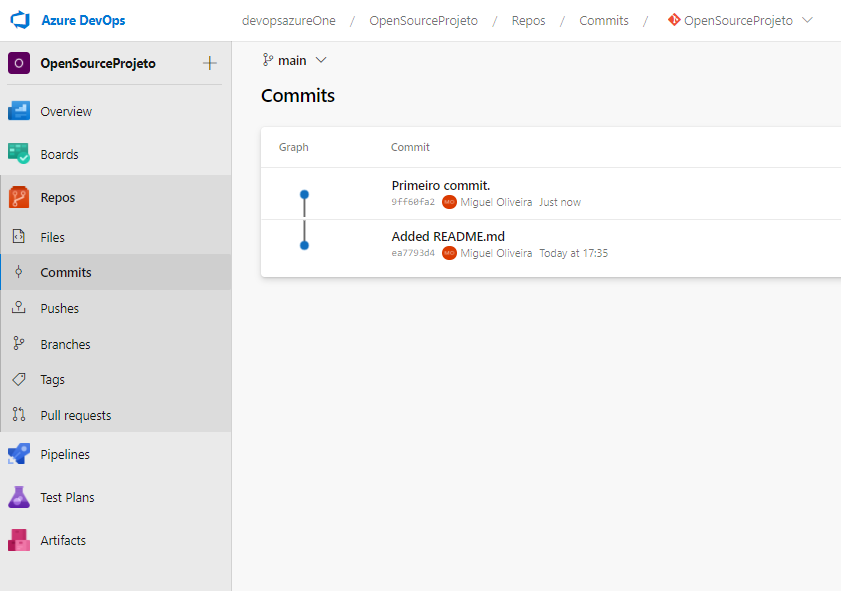 Azure DevOps
devopsazureOne / OpenSourceProjeto / Repos / Commits / OpenSourceProjeto
O OpenSourceProjeto +
Overview
Boards
Repos
Files
Commits
Pushes
Branches
Tags
Pull requests
Pipelines
Test Plans
Artifacts
main
Commits
Graph Commit
Primeiro commit.
9ff60fa2 MO Miguel Oliveira Just now
Added README.md
ea7793d4 MO Miguel Oliveira Today at 17:35